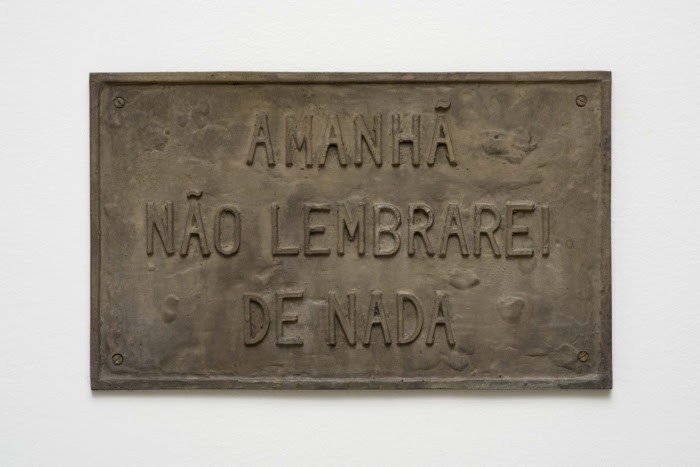 AMANHÃ
NÃO LEMBRAREI
DE NADA